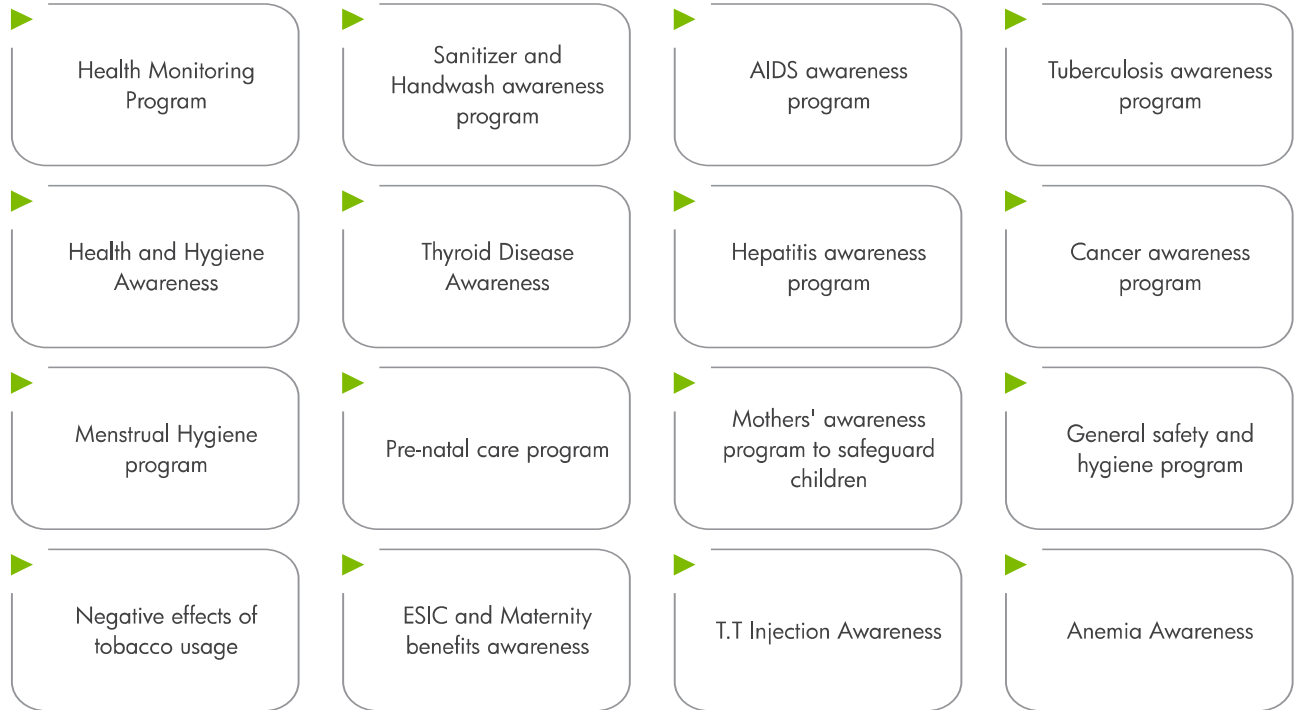 Health Monitoring
Program
Sanitizer and
Handwash awareness
program
AIDS awareness
program
Tuberculosis awareness
program
Health and Hygiene
Awareness
Thyroid Disease
Awareness
Hepatitis awareness
program
Cancer awareness
program
Menstrual Hygiene
program
Pre-natal care program
Mothers' awareness
program to safeguard
children
General safety and
hygiene program
Negative effects of
tobacco usage
ESIC and Maternity
benefits awareness
T.T Injection Awareness
Anemia Awareness